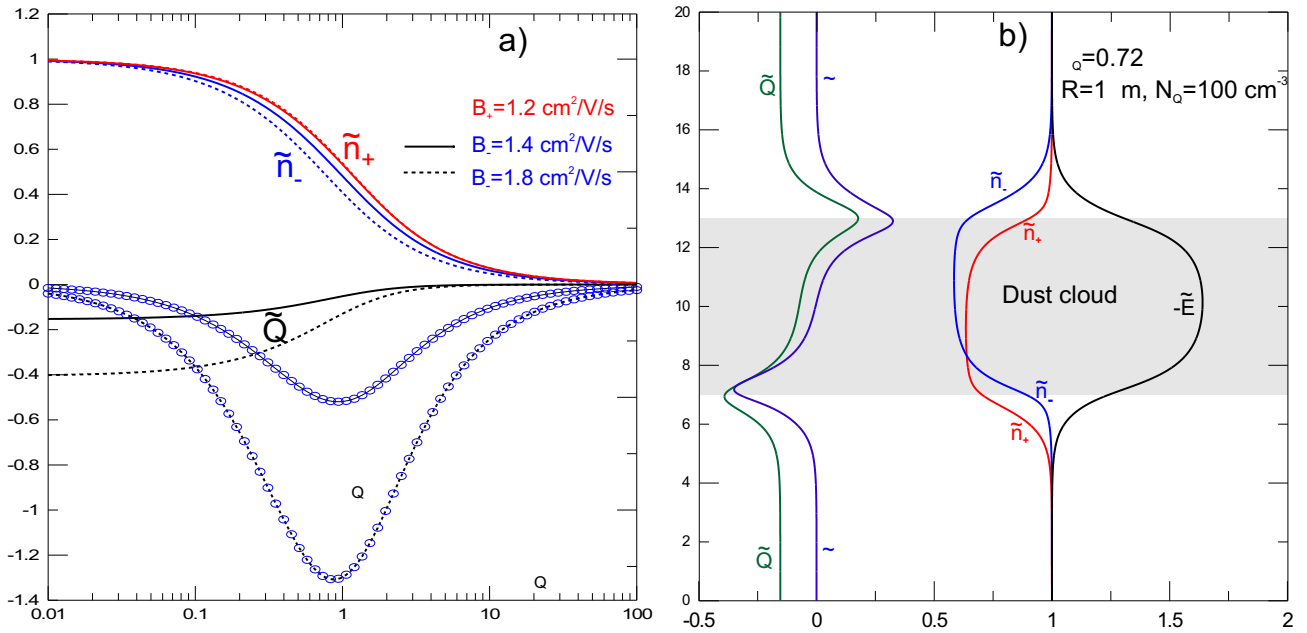 a)
1.2
1
0.8
0.6
0.4
0.2
0
-0.2
-0.4
-0.6
-0.8
-1
-1.2
-1.4
0.01
0.1
1
10
100
B₊=1.2 cm²/V/s
B₋=1.4 cm²/V/s
B₋=1.8 cm²/V/s
ñ₊
ñ₋
Q̃
Q
Q
b)
20
18
16
14
12
10
8
6
4
2
0
-0.5
0
0.5
1
1.5
2
Q=0.72
R=1 m, N_Q=100 cm⁻³
Q̃
~
ñ₋
ñ₊
Dust cloud
-Ẽ
ñ₋
ñ₊
Q̃
~